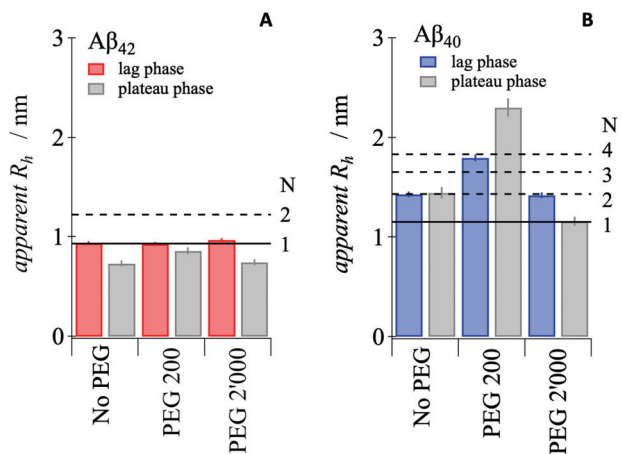 A
Aβ42
lag phase
plateau phase
apparent Rh / nm
3
2
1
0
N
2
1
No PEG
PEG 200
PEG 2'000
B
Aβ40
lag phase
plateau phase
apparent Rh / nm
3
2
1
0
N
4
3
2
1
No PEG
PEG 200
PEG 2'000